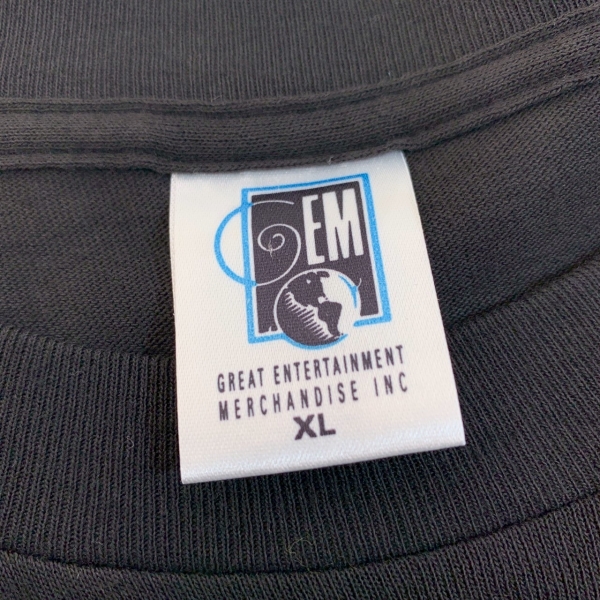 GEM
GREAT ENTERTAINMENT
MERCHANDISE INC
XL